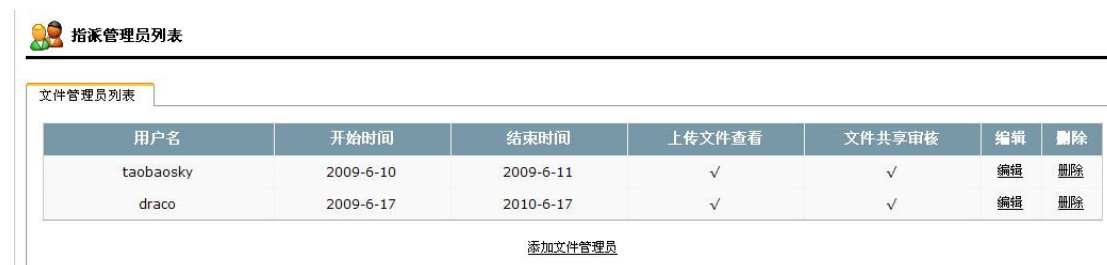 指派管理员列表
文件管理员列表
用户名 开始时间 结束时间 上传文件查看 文件共享审核 编辑 删除
taobaosky 2009-6-10 2009-6-11 √ √ 编辑 删除
draco 2009-6-17 2010-6-17 √ √ 编辑 删除
添加文件管理员